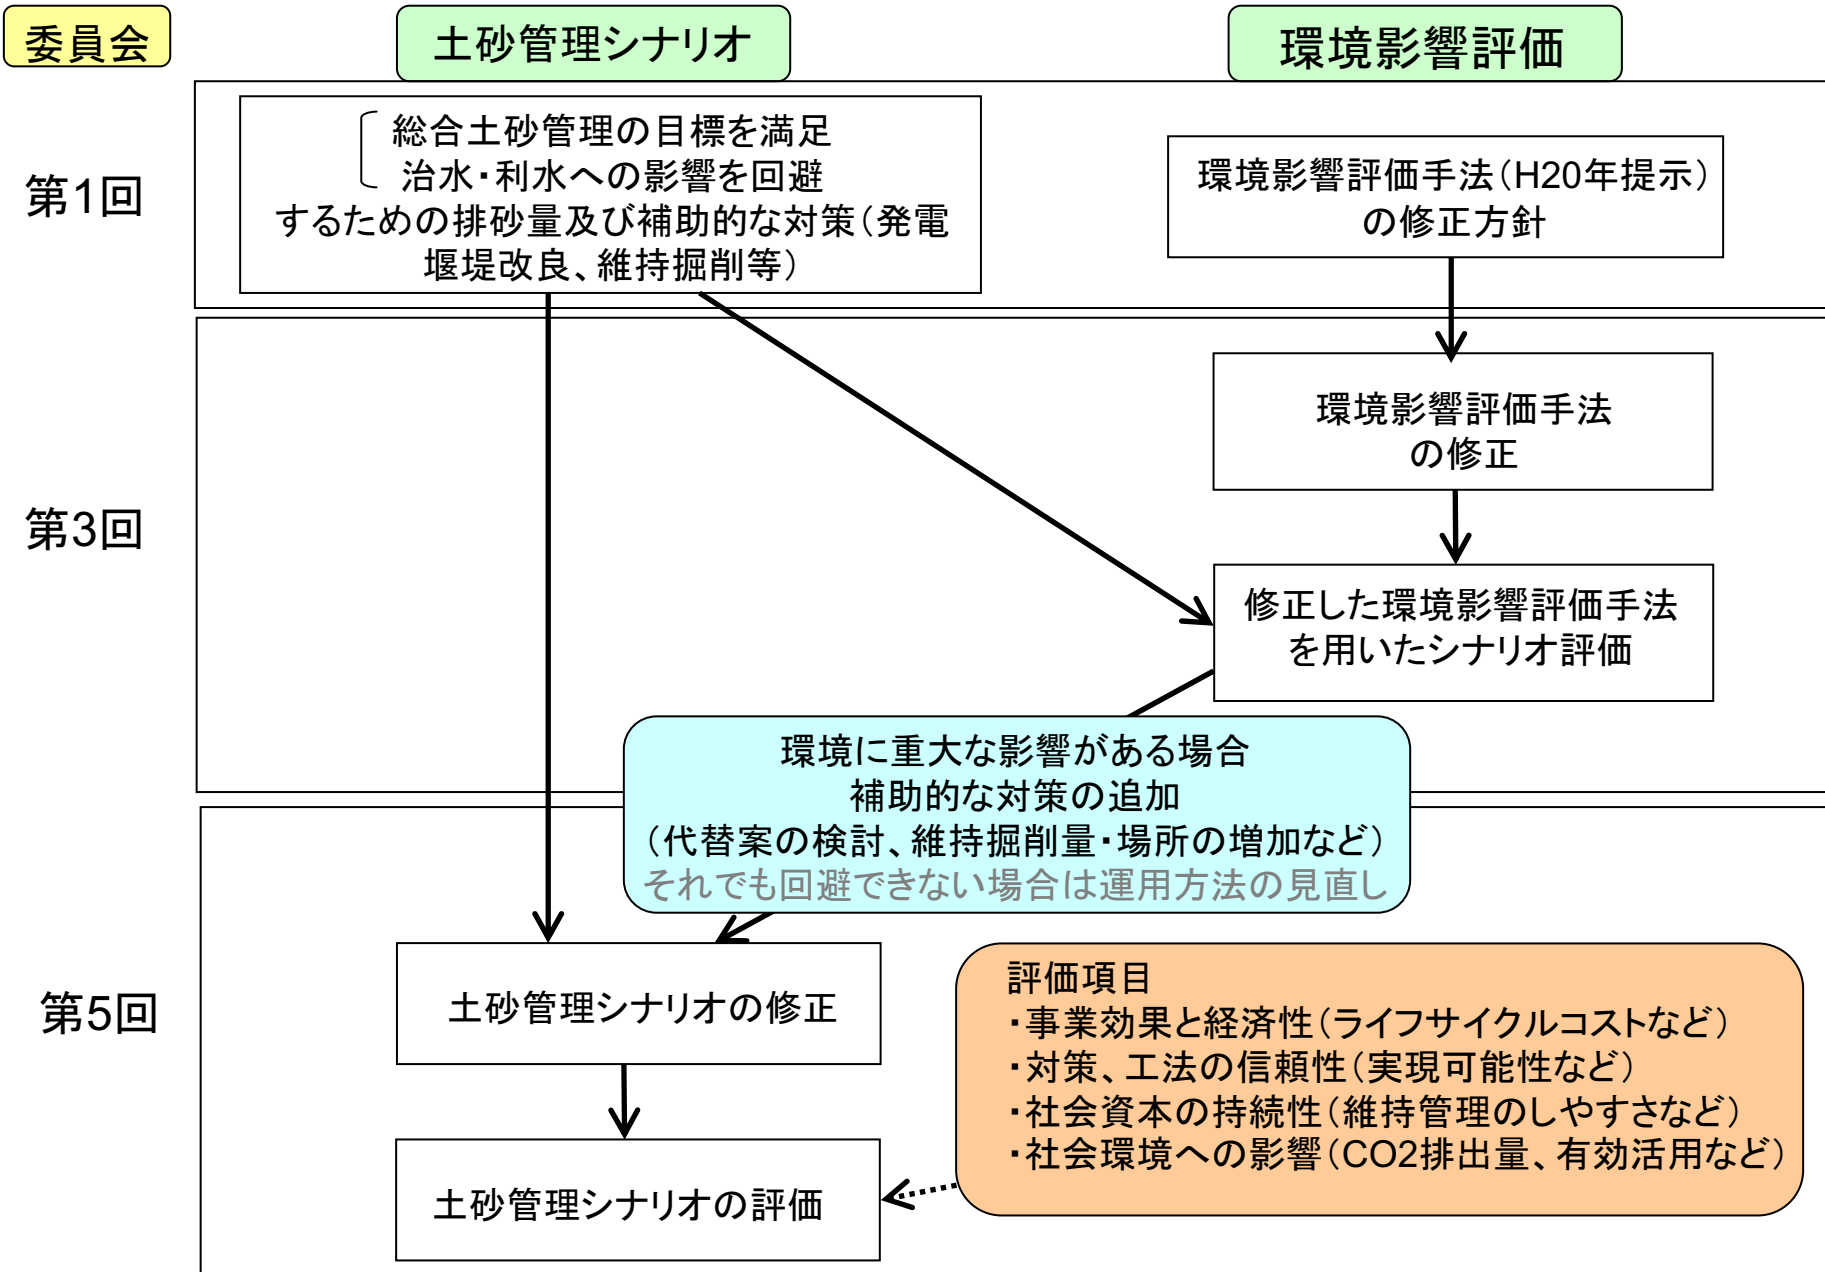 委員会
土砂管理シナリオ
環境影響評価
第1回
総合土砂管理の目標を満足
治水・利水への影響を回避
するための排砂量及び補助的な対策（発電
堰堤改良、維持掘削等）
環境影響評価手法（H20年提示）
の修正方針
第3回
環境影響評価手法
の修正
修正した環境影響評価手法
を用いたシナリオ評価
環境に重大な影響がある場合
補助的な対策の追加
（代替案の検討、維持掘削量・場所の増加など）
それでも回避できない場合は運用方法の見直し
第5回
土砂管理シナリオの修正
土砂管理シナリオの評価
評価項目
・事業効果と経済性（ライフサイクルコストなど）
・対策、工法の信頼性（実現可能性など）
・社会資本の持続性（維持管理のしやすさなど）
・社会環境への影響（CO2排出量、有効活用など）